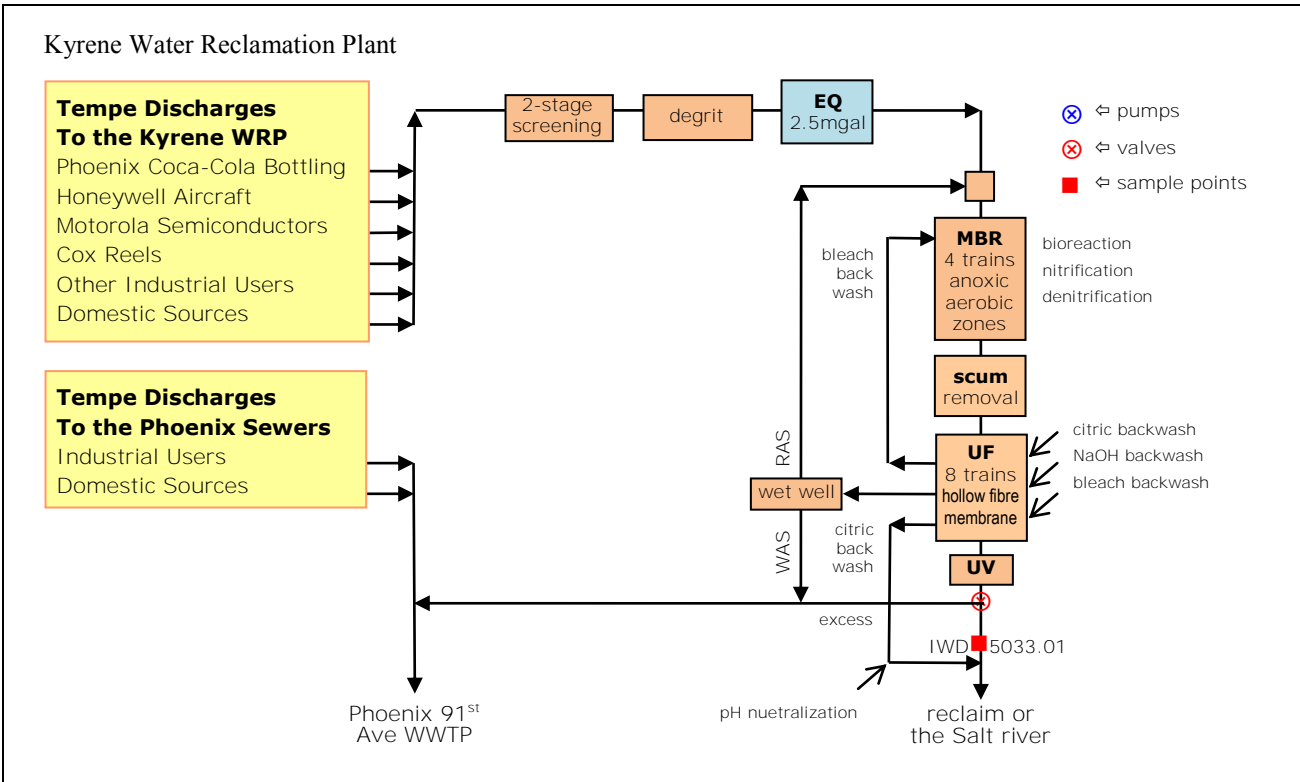 Kyrene Water Reclamation Plant
Tempe Discharges
To the Kyrene WRP
Phoenix Coca-Cola Bottling
Honeywell Aircraft
Motorola Semiconductors
Cox Reels
Other Industrial Users
Domestic Sources
Tempe Discharges
To the Phoenix Sewers
Industrial Users
Domestic Sources
2-stage
screening
degrit
EQ
2.5mgal
⇦ pumps
⇦ valves
⇦ sample points
MBR
4 trains
anoxic
aerobic
zones
bioreaction
nitrification
denitrification
bleach
back
wash
scum
removal
UF
8 trains
hollow fibre
membrane
citric backwash
NaOH backwash
bleach backwash
RAS
wet well
WAS
citric
back
wash
UV
excess
IWD 5033.01
pH nuetralization
Phoenix 91st
Ave WWTP
reclaim or
the Salt river